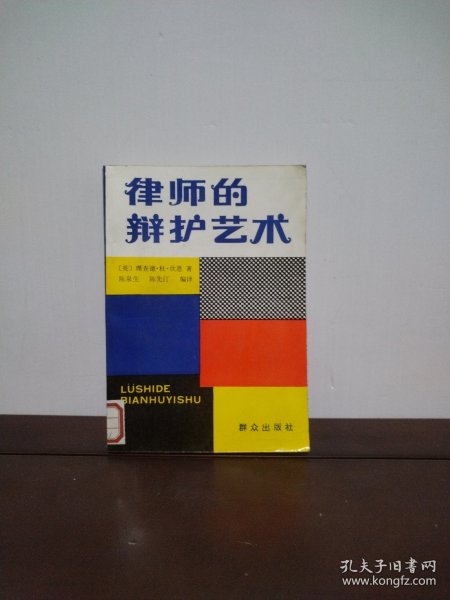 律师的
辩护艺术
〔英〕理查德·杜·坎恩 著
陈泉生 陈先汀 编译
LÜSHIDE
BIANHUYISHU
群众出版社
孔夫子旧书网
www.kongfz.com